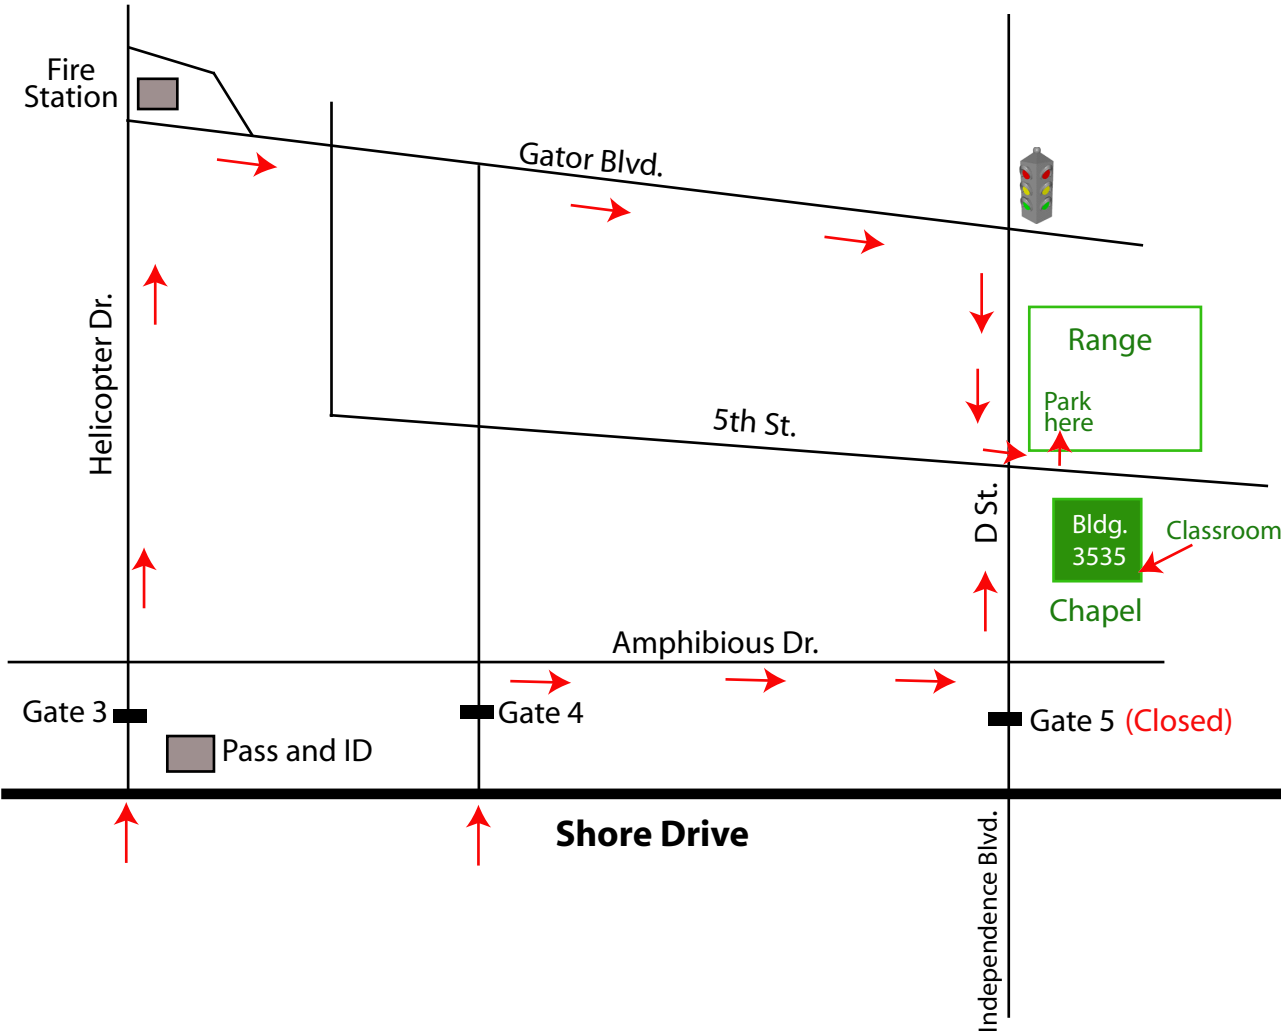 Fire
Station
Gator Blvd.
Helicopter Dr.
Range
Park
here
5th St.
D St.
Bldg.
3535
Classroom
Chapel
Amphibious Dr.
Gate 3
Gate 4
Gate 5 (Closed)
Pass and ID
Shore Drive
Independence Blvd.